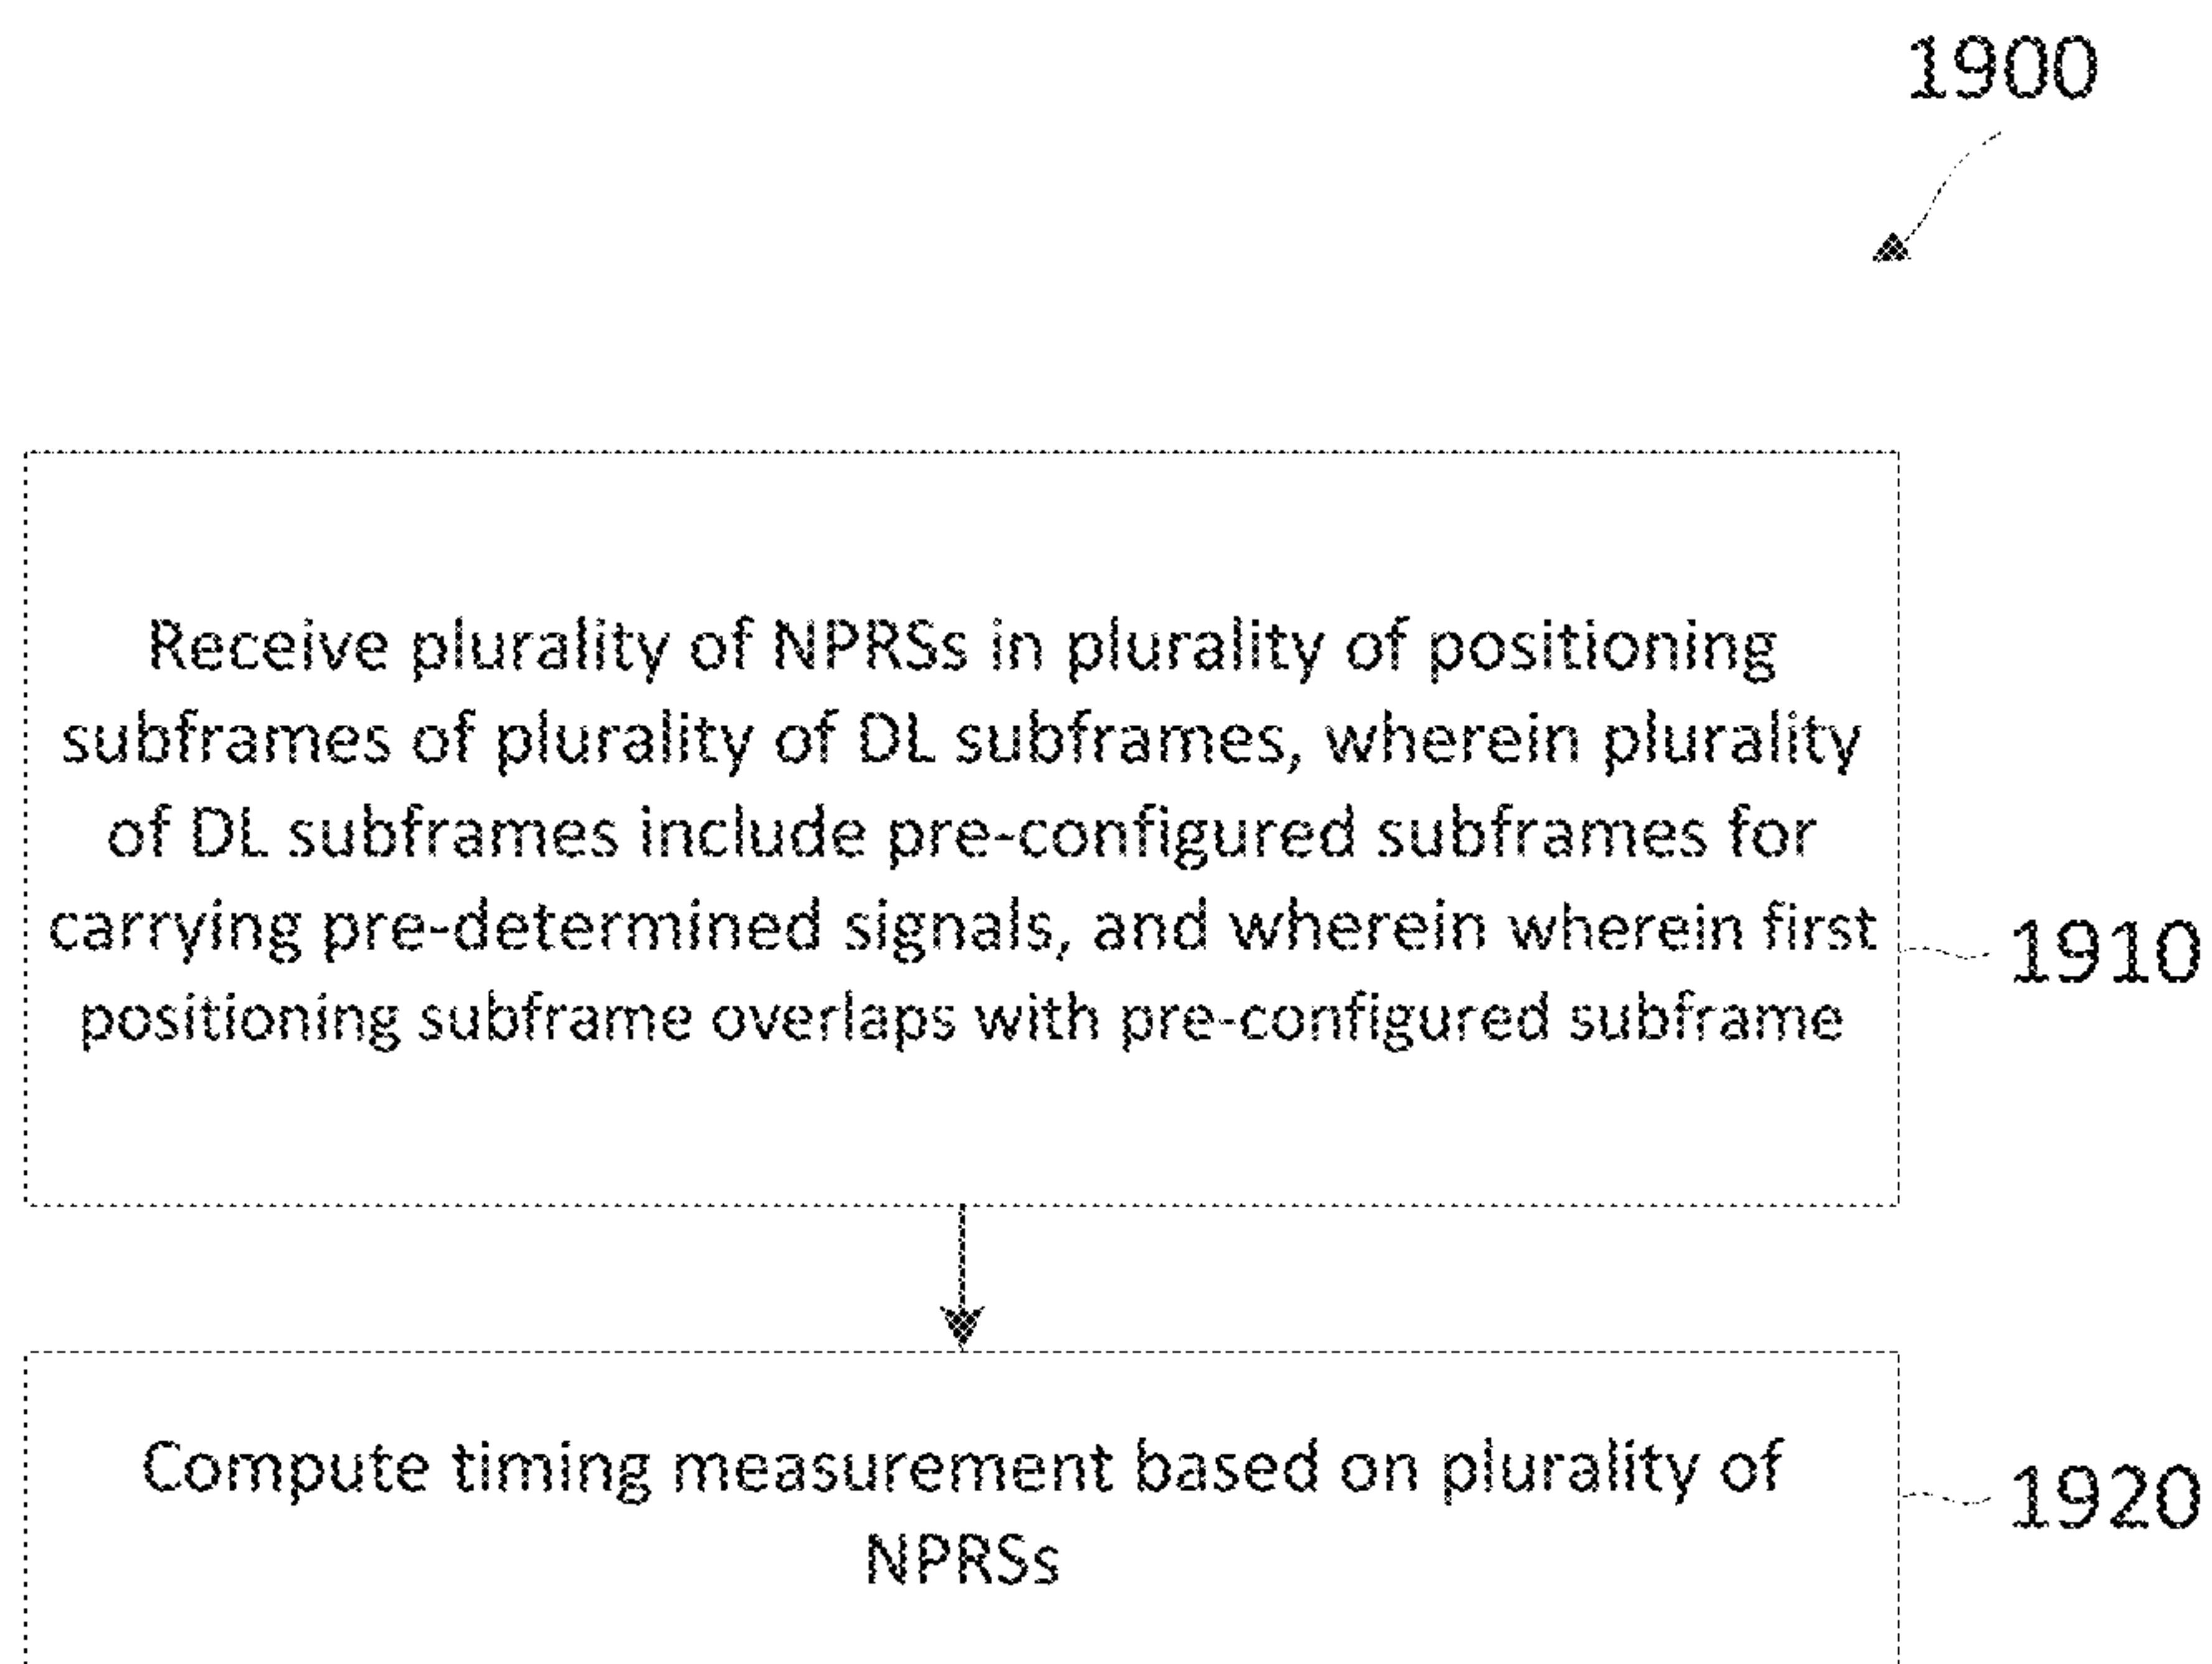 1900
Receive plurality of NPRSs in plurality of positioning
subframes of plurality of DL subframes, wherein plurality
of DL subframes include pre-configured subframes for
carrying pre-determined signals, and wherein wherein first
positioning subframe overlaps with pre-configured subframe
1910
Compute timing measurement based on plurality of
NPRSs
1920